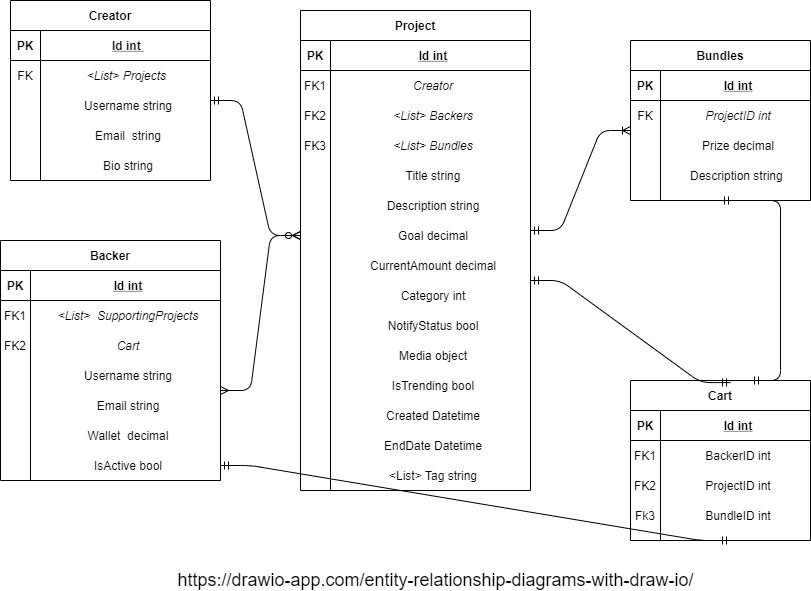 Creator
PK Id int
FK <List> Projects
Username string
Email string
Bio string
Backer
PK Id int
FK1 <List> SupportingProjects
FK2 Cart
Username string
Email string
Wallet decimal
IsActive bool
Project
PK Id int
FK1 Creator
FK2 <List> Backers
FK3 <List> Bundles
Title string
Description string
Goal decimal
CurrentAmount decimal
Category int
NotifyStatus bool
Media object
IsTrending bool
Created Datetime
EndDate Datetime
<List> Tag string
Bundles
PK Id int
FK ProjectID int
Prize decimal
Description string
Cart
PK Id int
FK1 BackerID int
FK2 ProjectID int
Fk3 BundleID int
https://drawio-app.com/entity-relationship-diagrams-with-draw-io/